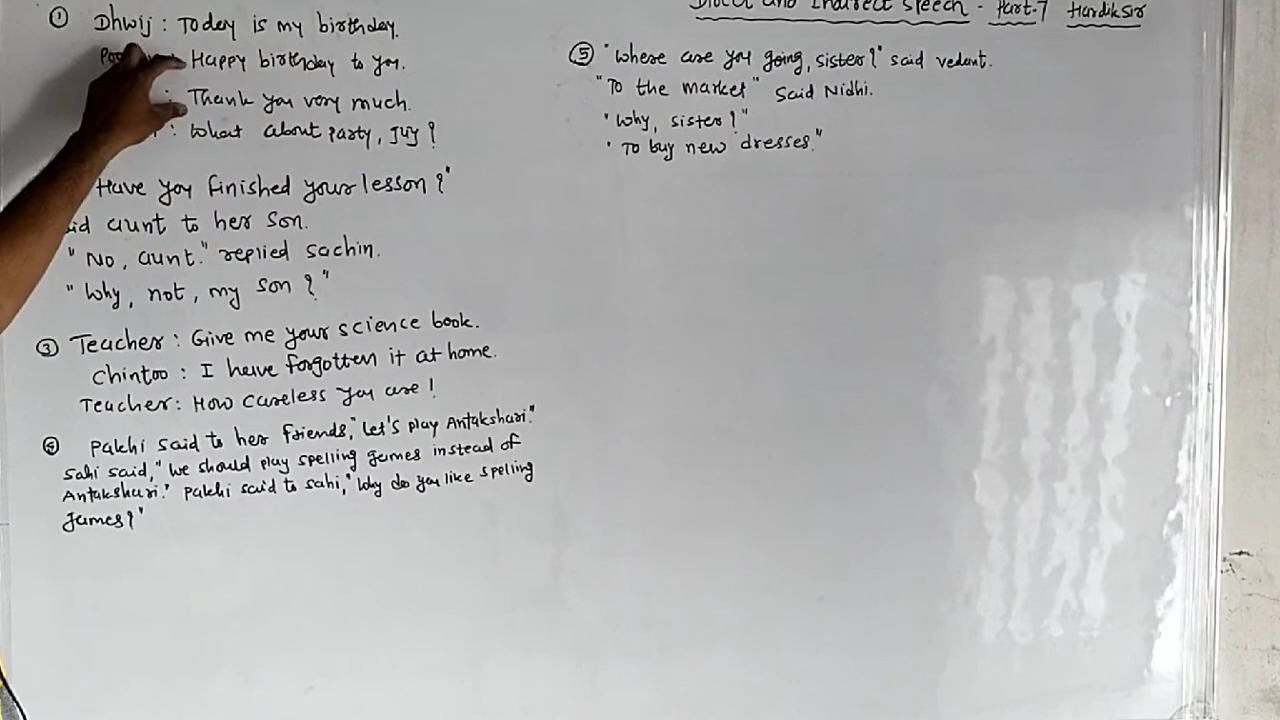 Direct and Indirect Speech - Part-7 Hardik Sir
① Dhwij : Today is my birthday.
: Happy birthday to you.
: Thank you very much.
: What about party, Juy ?
Have you finished your lesson ?"
aunt to her son.
" No, aunt." replied sachin.
" Why, not, my son ? "
③ Teacher : Give me your science book.
Chintoo : I have forgotten it at home.
Teacher : How careless you are !
④ Pakhi said to her friends, "Let's play Antakshari."
Sahi said, "We should play spelling games instead of
Antakshari." Pakhi said to sahi, "Why do you like spelling
games ?"
⑤ "Where are you going, sister ?" said vedant.
"To the market" said Nidhi.
"Why, sister ?"
" To buy new dresses."